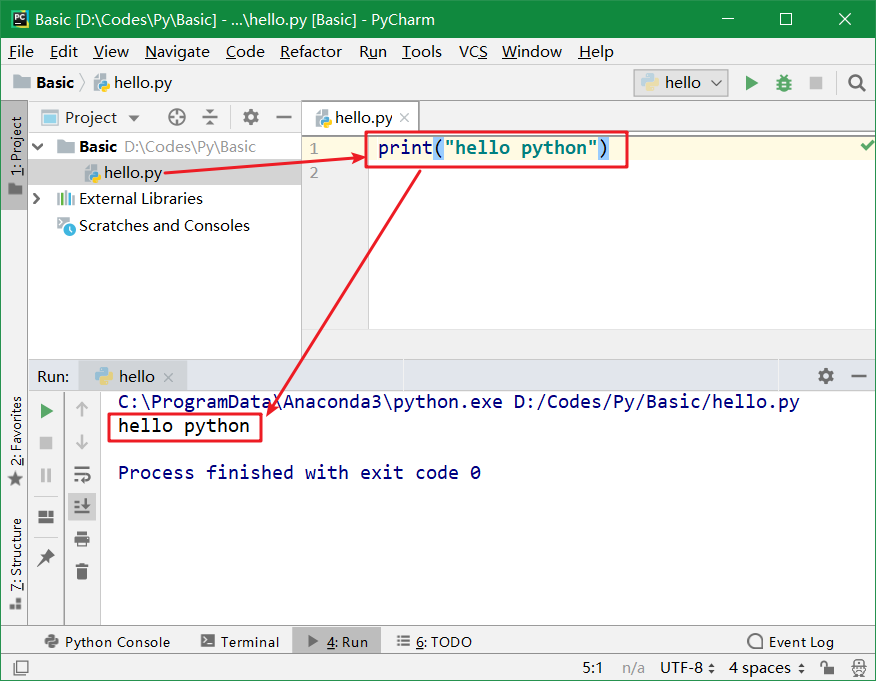 Basic [D:\Codes\Py\Basic] - ...\hello.py [Basic] - PyCharm
File Edit View Navigate Code Refactor Run Tools VCS Window Help
Basic hello.py hello
Project hello.py
1: Project
Basic D:\Codes\Py\Basic
hello.py
External Libraries
Scratches and Consoles
1 print("hello python")
2
Run: hello
C:\ProgramData\Anaconda3\python.exe D:/Codes/Py/Basic/hello.py
hello python
Process finished with exit code 0
2: Favorites
7: Structure
Python Console Terminal 4: Run 6: TODO Event Log
5:1 n/a UTF-8 4 spaces